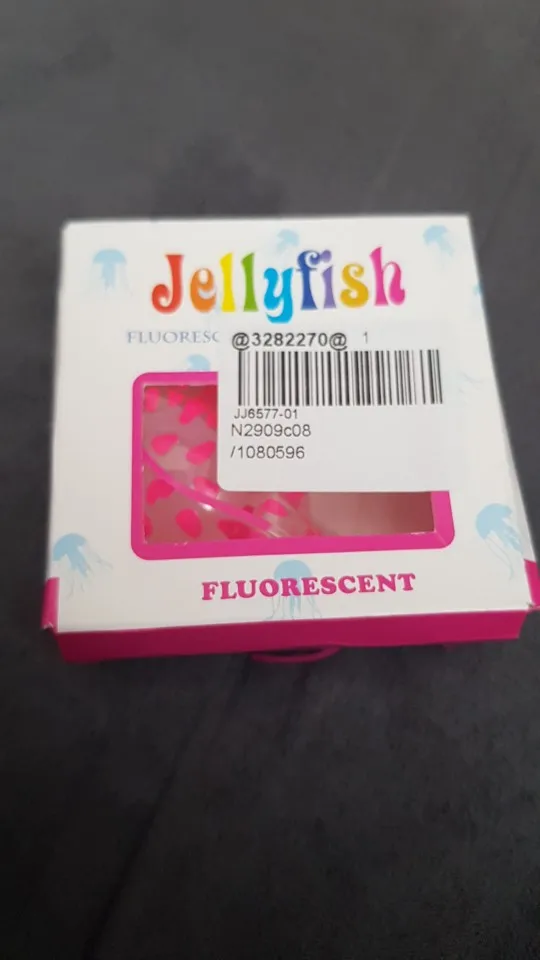 Jellyfish
FLUORESC
@3282270@ 1
JJ6577-01
N2909c08
/1080596
FLUORESCENT